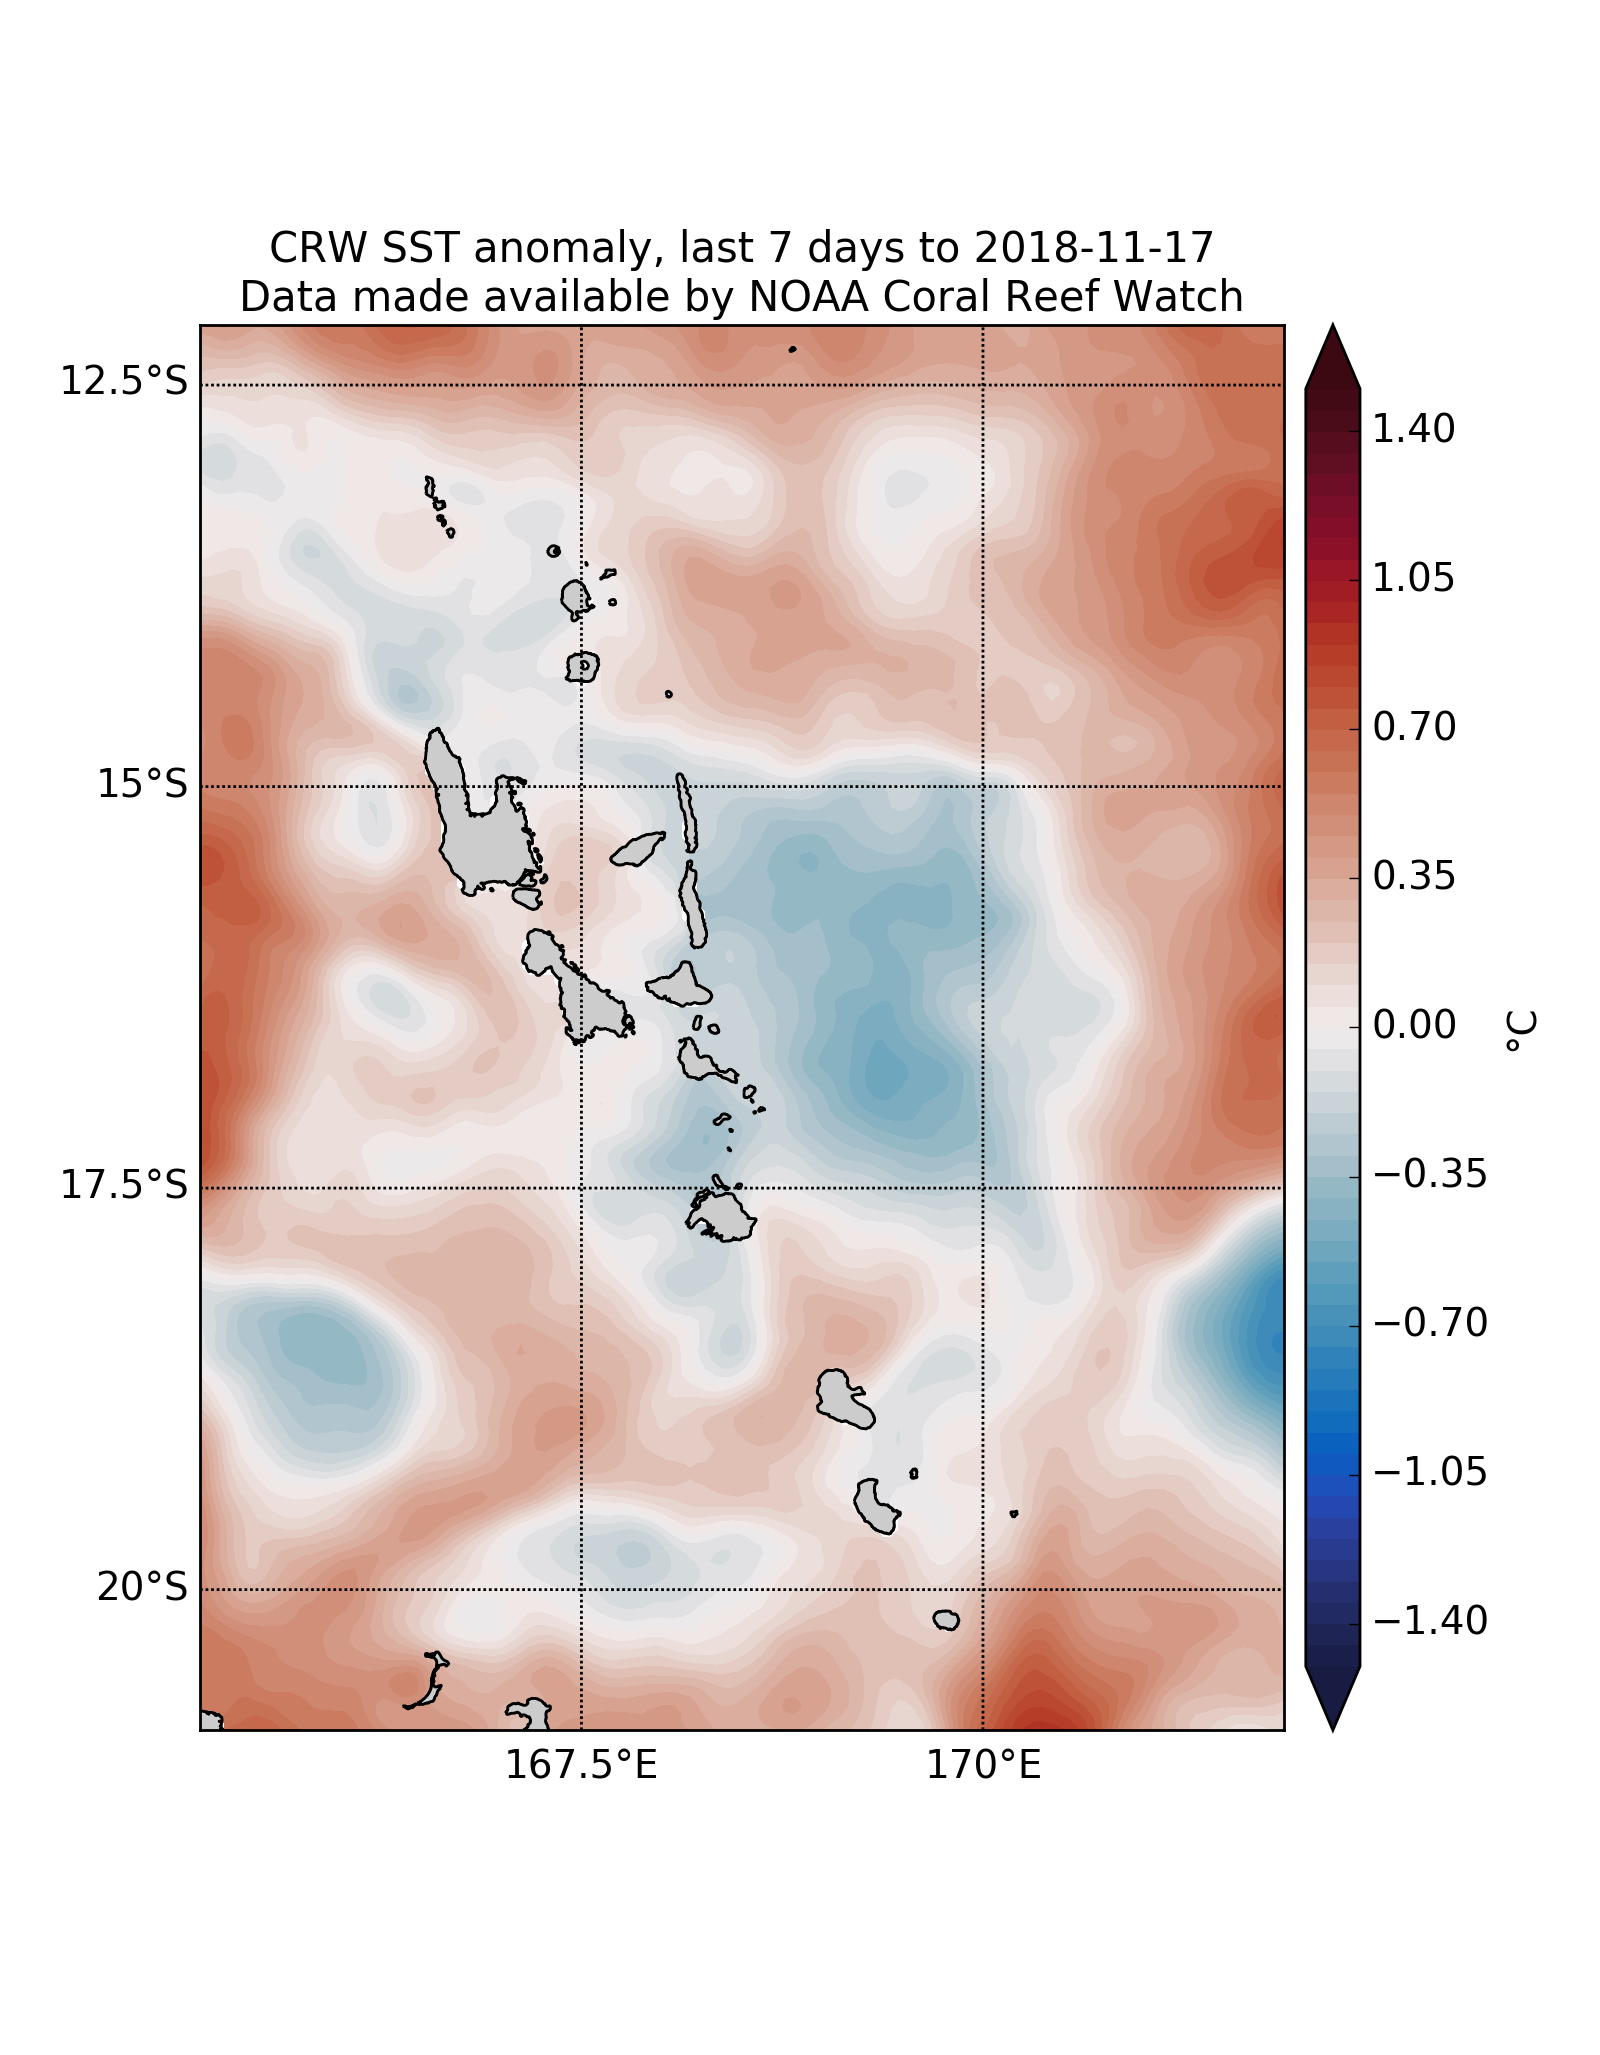 CRW SST anomaly, last 7 days to 2018-11-17
Data made available by NOAA Coral Reef Watch
12.5°S
15°S
17.5°S
20°S
167.5°E
170°E
1.40
1.05
0.70
0.35
0.00
−0.35
−0.70
−1.05
−1.40
°C